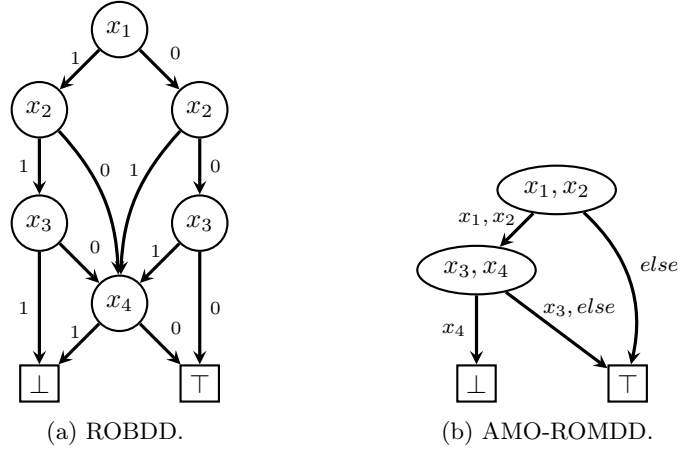 x₁
1 0
x₂ x₂
1 0 1 0
x₁, x₂
x₃ x₃
x₁, x₂
0 1
else
x₃, x₄
x₄
1 1 0 0
x₄ x₃, else
⊥ ⊤ ⊥ ⊤
(a) ROBDD. (b) AMO-ROMDD.